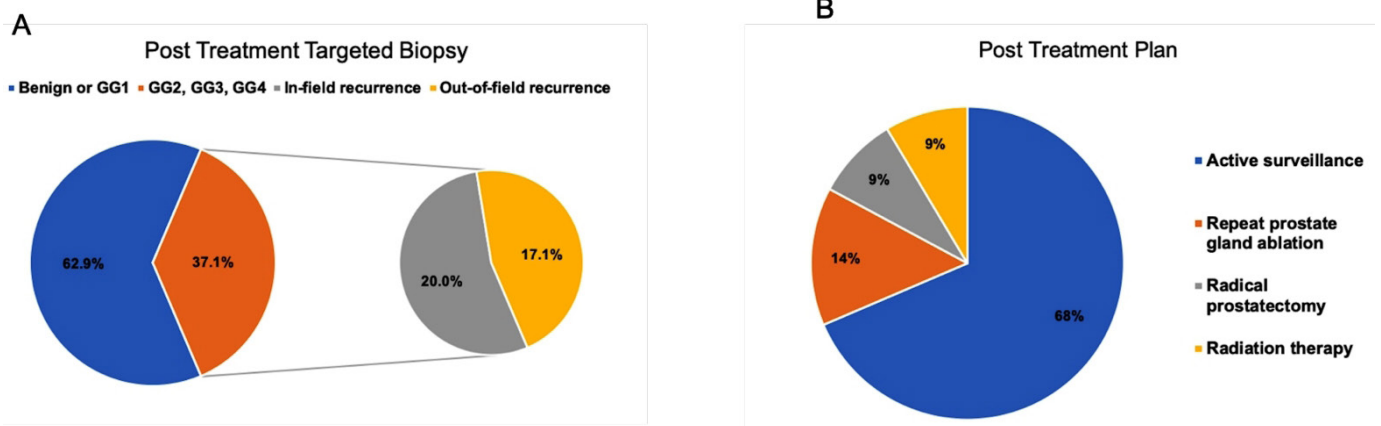 A
Post Treatment Targeted Biopsy
Benign or GG1 GG2, GG3, GG4 In-field recurrence Out-of-field recurrence
62.9%
37.1%
20.0%
17.1%
B
Post Treatment Plan
9%
9%
14%
68%
Active surveillance
Repeat prostate
gland ablation
Radical
prostatectomy
Radiation therapy